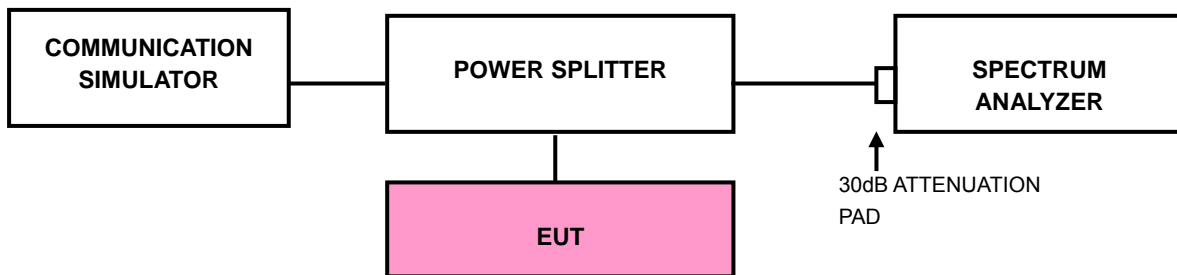 COMMUNICATION
SIMULATOR
POWER SPLITTER
SPECTRUM
ANALYZER
30dB ATTENUATION
PAD
EUT